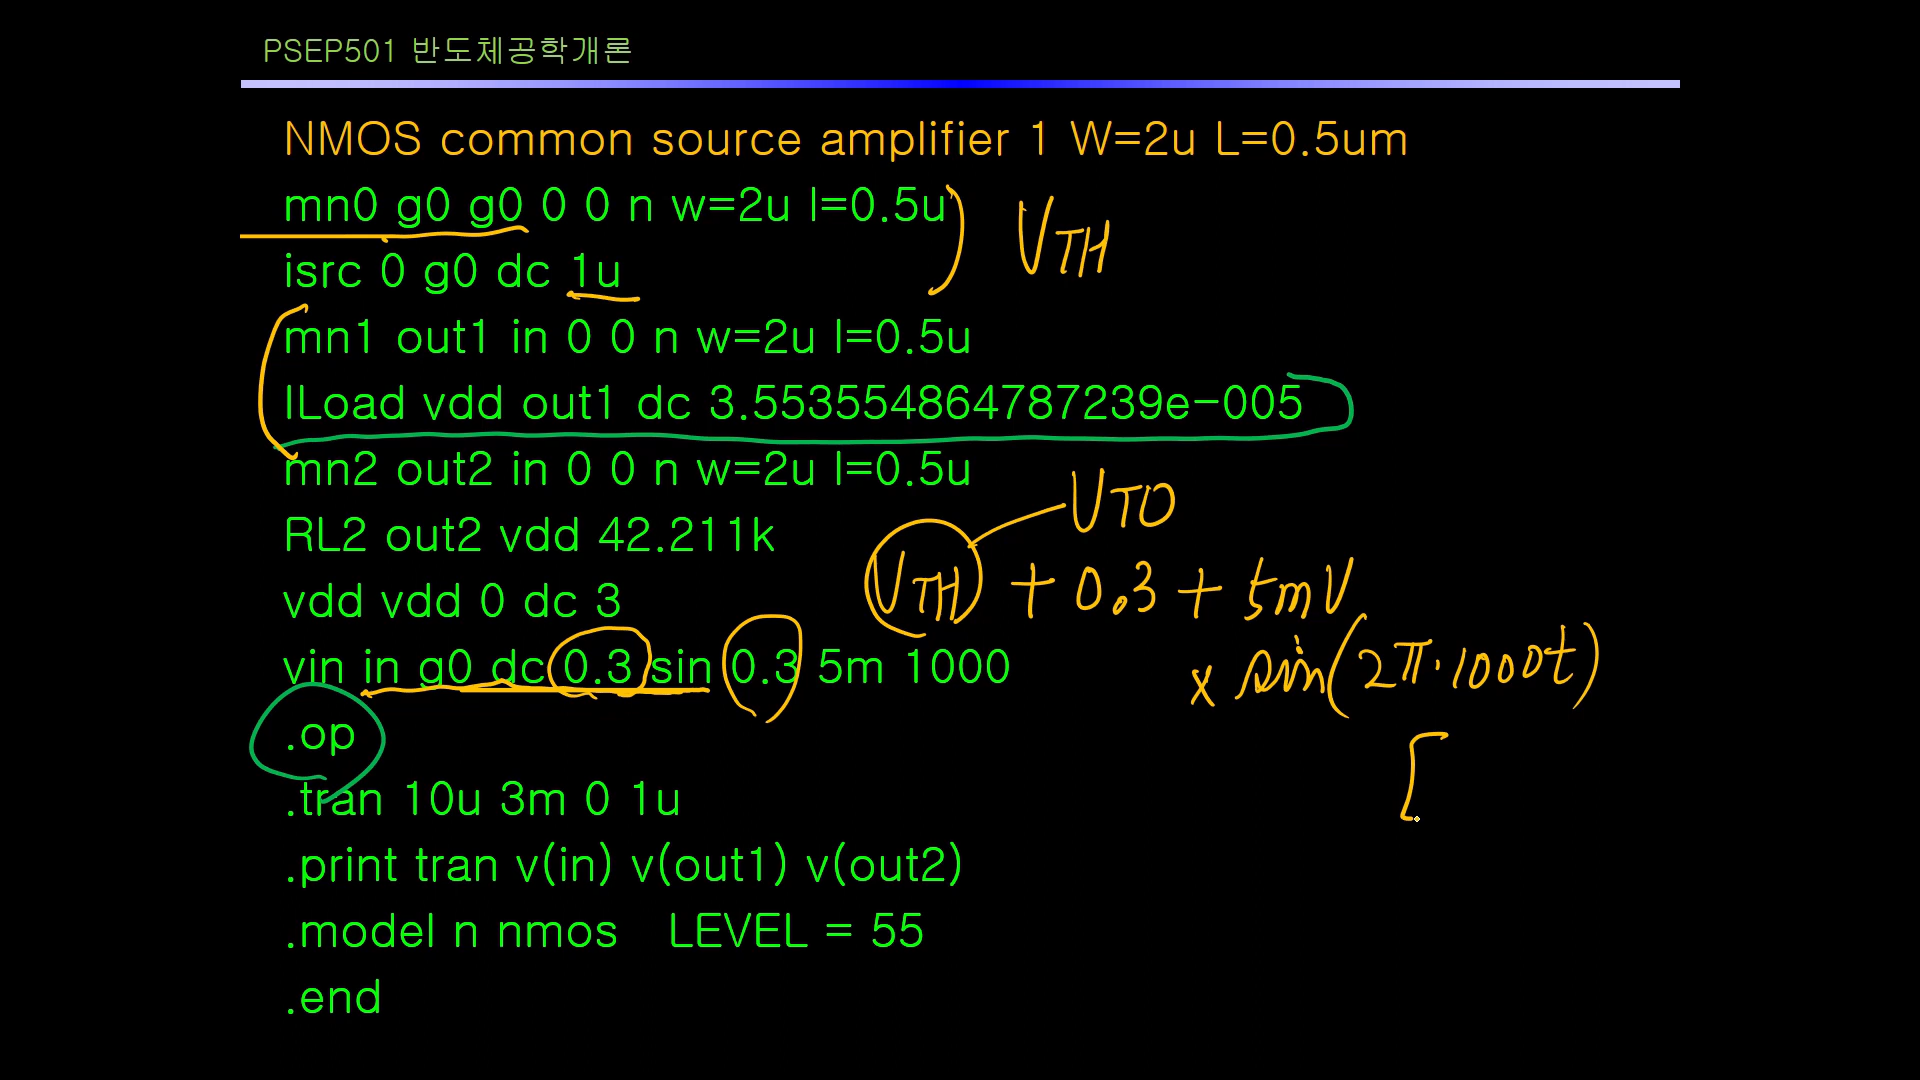 PSEP501 반도체공학개론
NMOS common source amplifier 1 W=2u L=0.5um
mn0 g0 g0 0 0 n w=2u l=0.5u
V_TH
isrc 0 g0 dc 1u
mn1 out1 in 0 0 n w=2u l=0.5u
ILoad vdd out1 dc 3.553554864787239e-005
mn2 out2 in 0 0 n w=2u l=0.5u
V_TO
RL2 out2 vdd 42.211k
V_TH + 0.3 + 5mV
vdd vdd 0 dc 3
vin in g0 dc 0.3 sin 0.3 5m 1000
x sin(2π·1000t)
.op
.tran 10u 3m 0 1u
.print tran v(in) v(out1) v(out2)
.model n nmos LEVEL = 55
.end